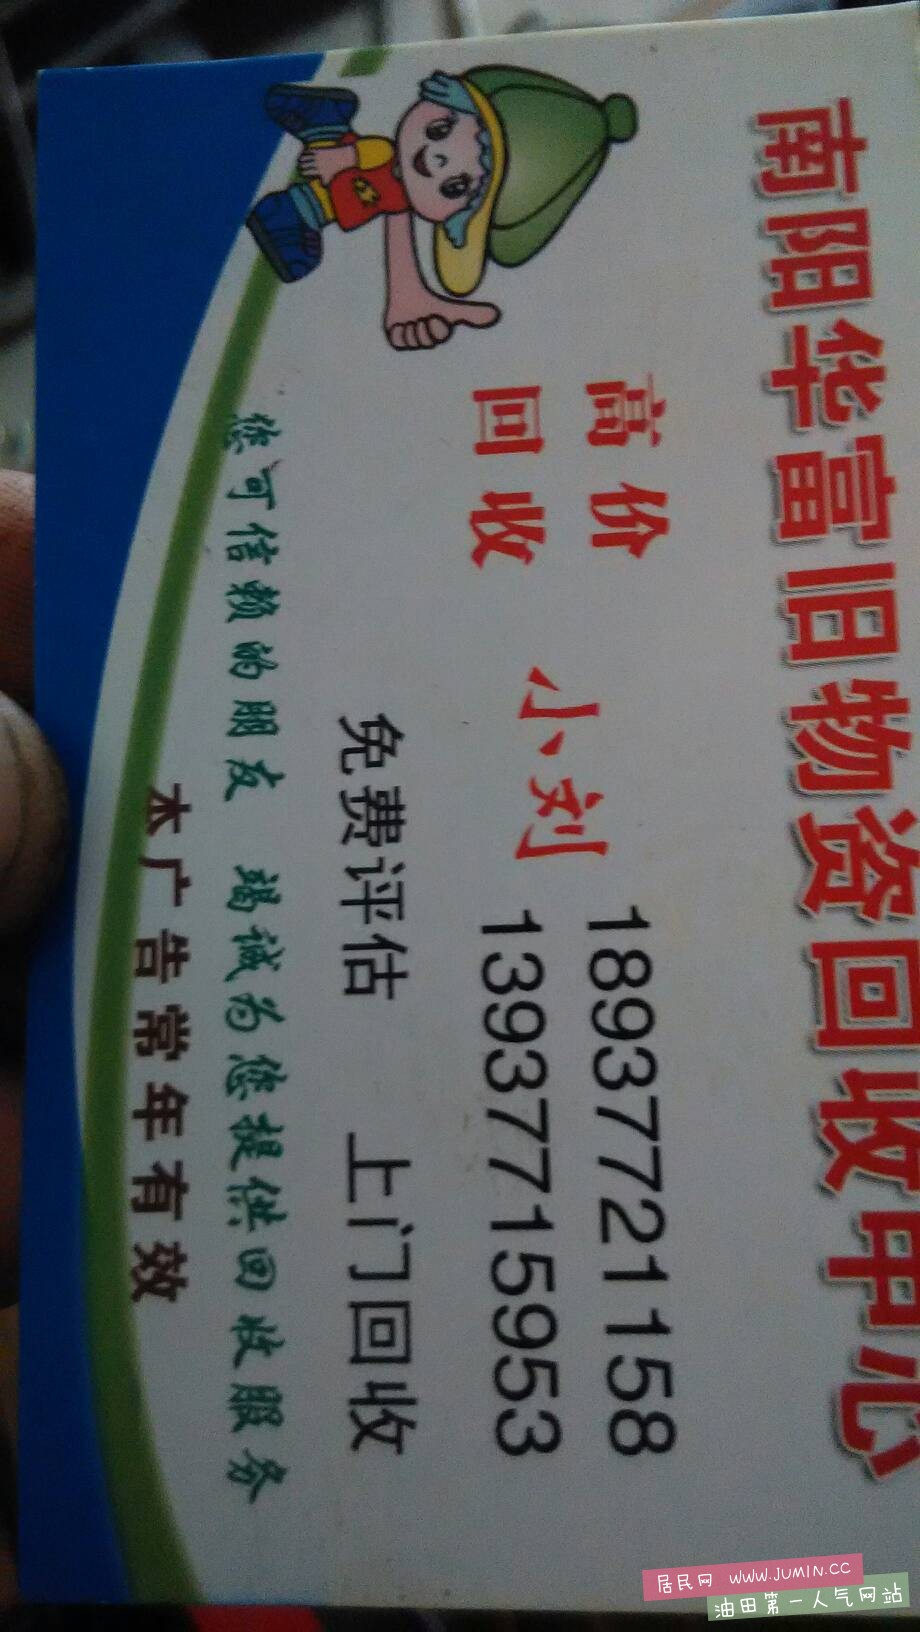 南阳华富旧物资回收中心
高价
回收
小刘
18937721158
13937715953
免费评估 上门回收
您可信赖的朋友 竭诚为您提供回收服务
本广告常年有效
居民网 WWW.JUMIN.CC
油田第一人气网站